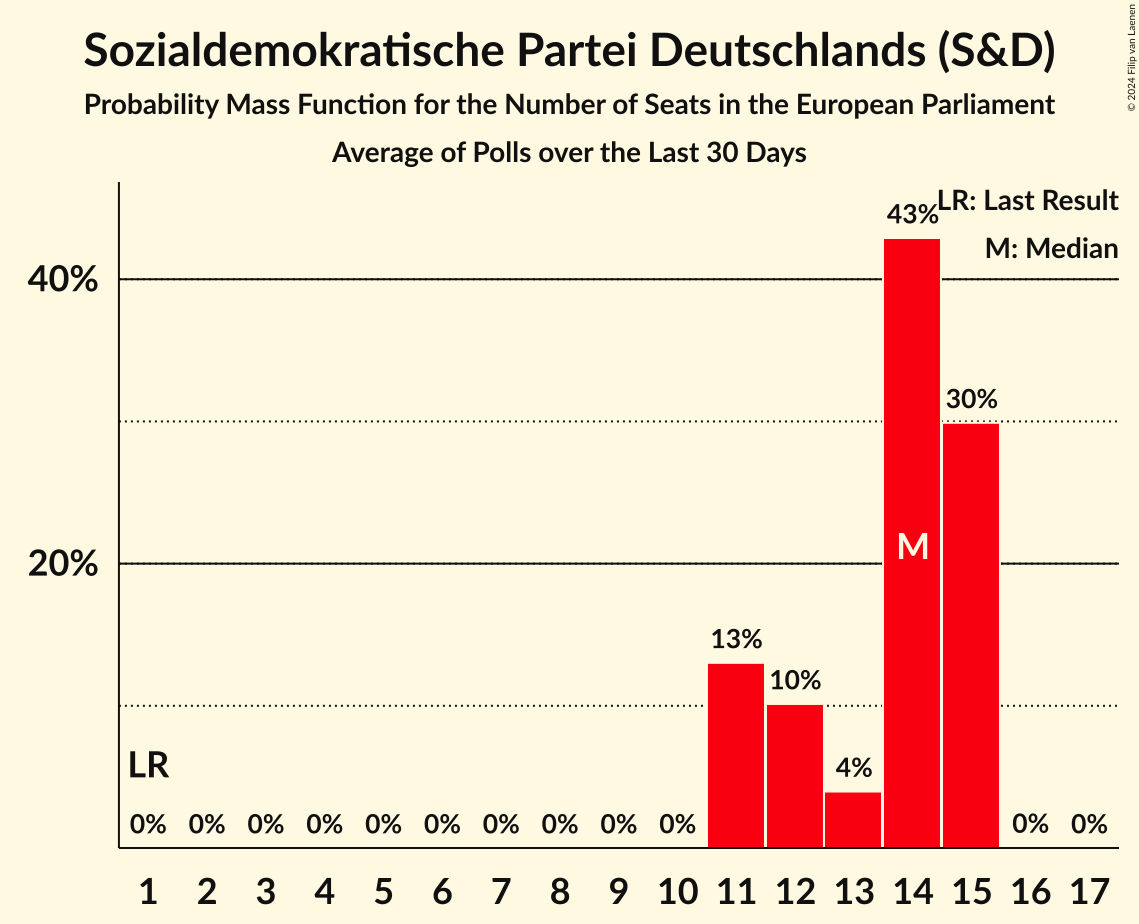 Sozialdemokratische Partei Deutschlands (S&D)
Probability Mass Function for the Number of Seats in the European Parliament
Average of Polls over the Last 30 Days
© 2024 Filip van Laenen
LR: Last Result
M: Median
43%
40%
30%
M
20%
13%
10%
4%
LR
0% 0% 0% 0% 0% 0% 0% 0% 0% 0% 0% 0%
1 2 3 4 5 6 7 8 9 10 11 12 13 14 15 16 17